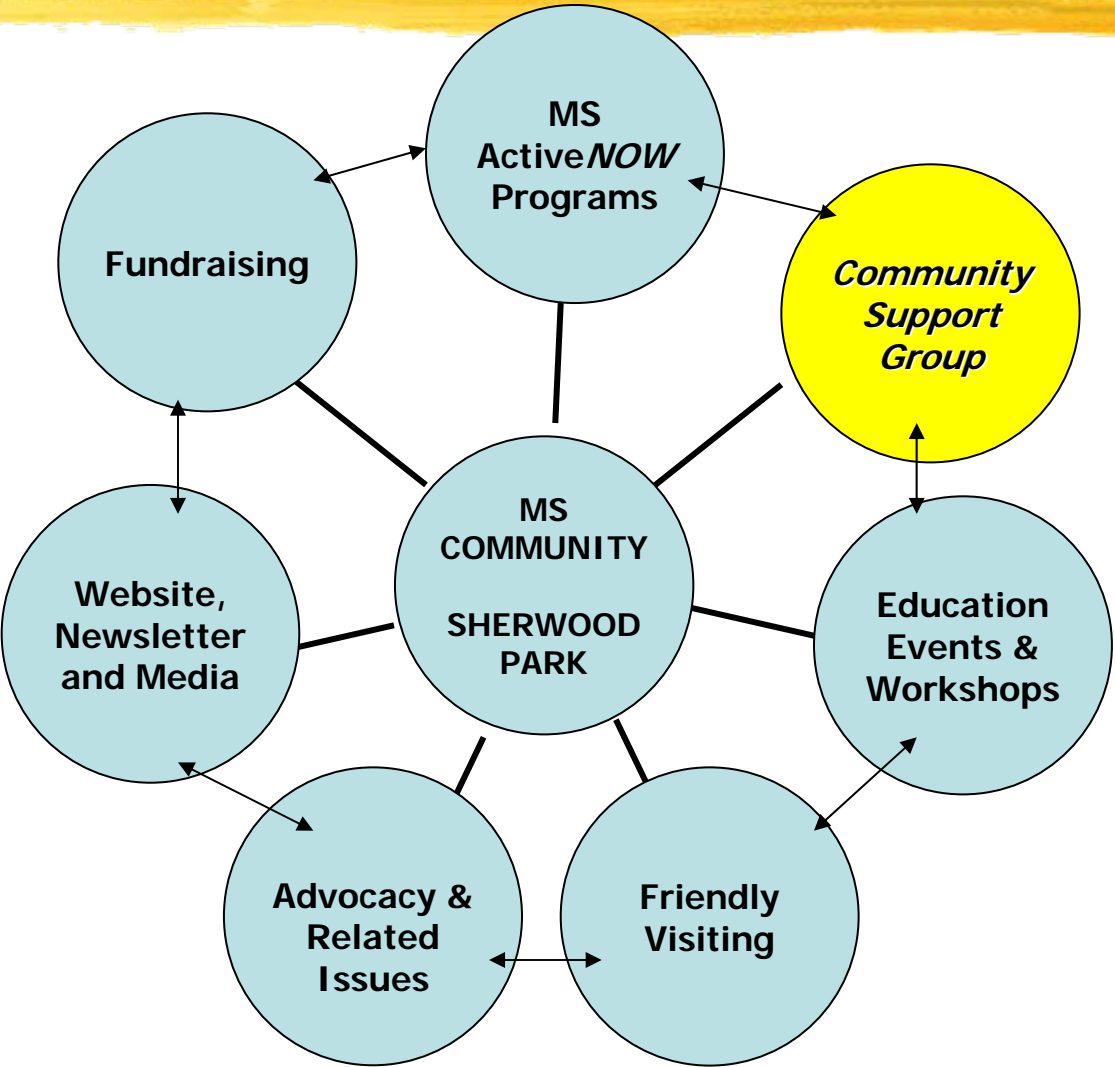 MS
ActiveNOW
Programs
Fundraising
Community
Support
Group
MS
COMMUNITY
SHERWOOD
PARK
Website,
Newsletter
and Media
Education
Events &
Workshops
Advocacy &
Related
Issues
Friendly
Visiting